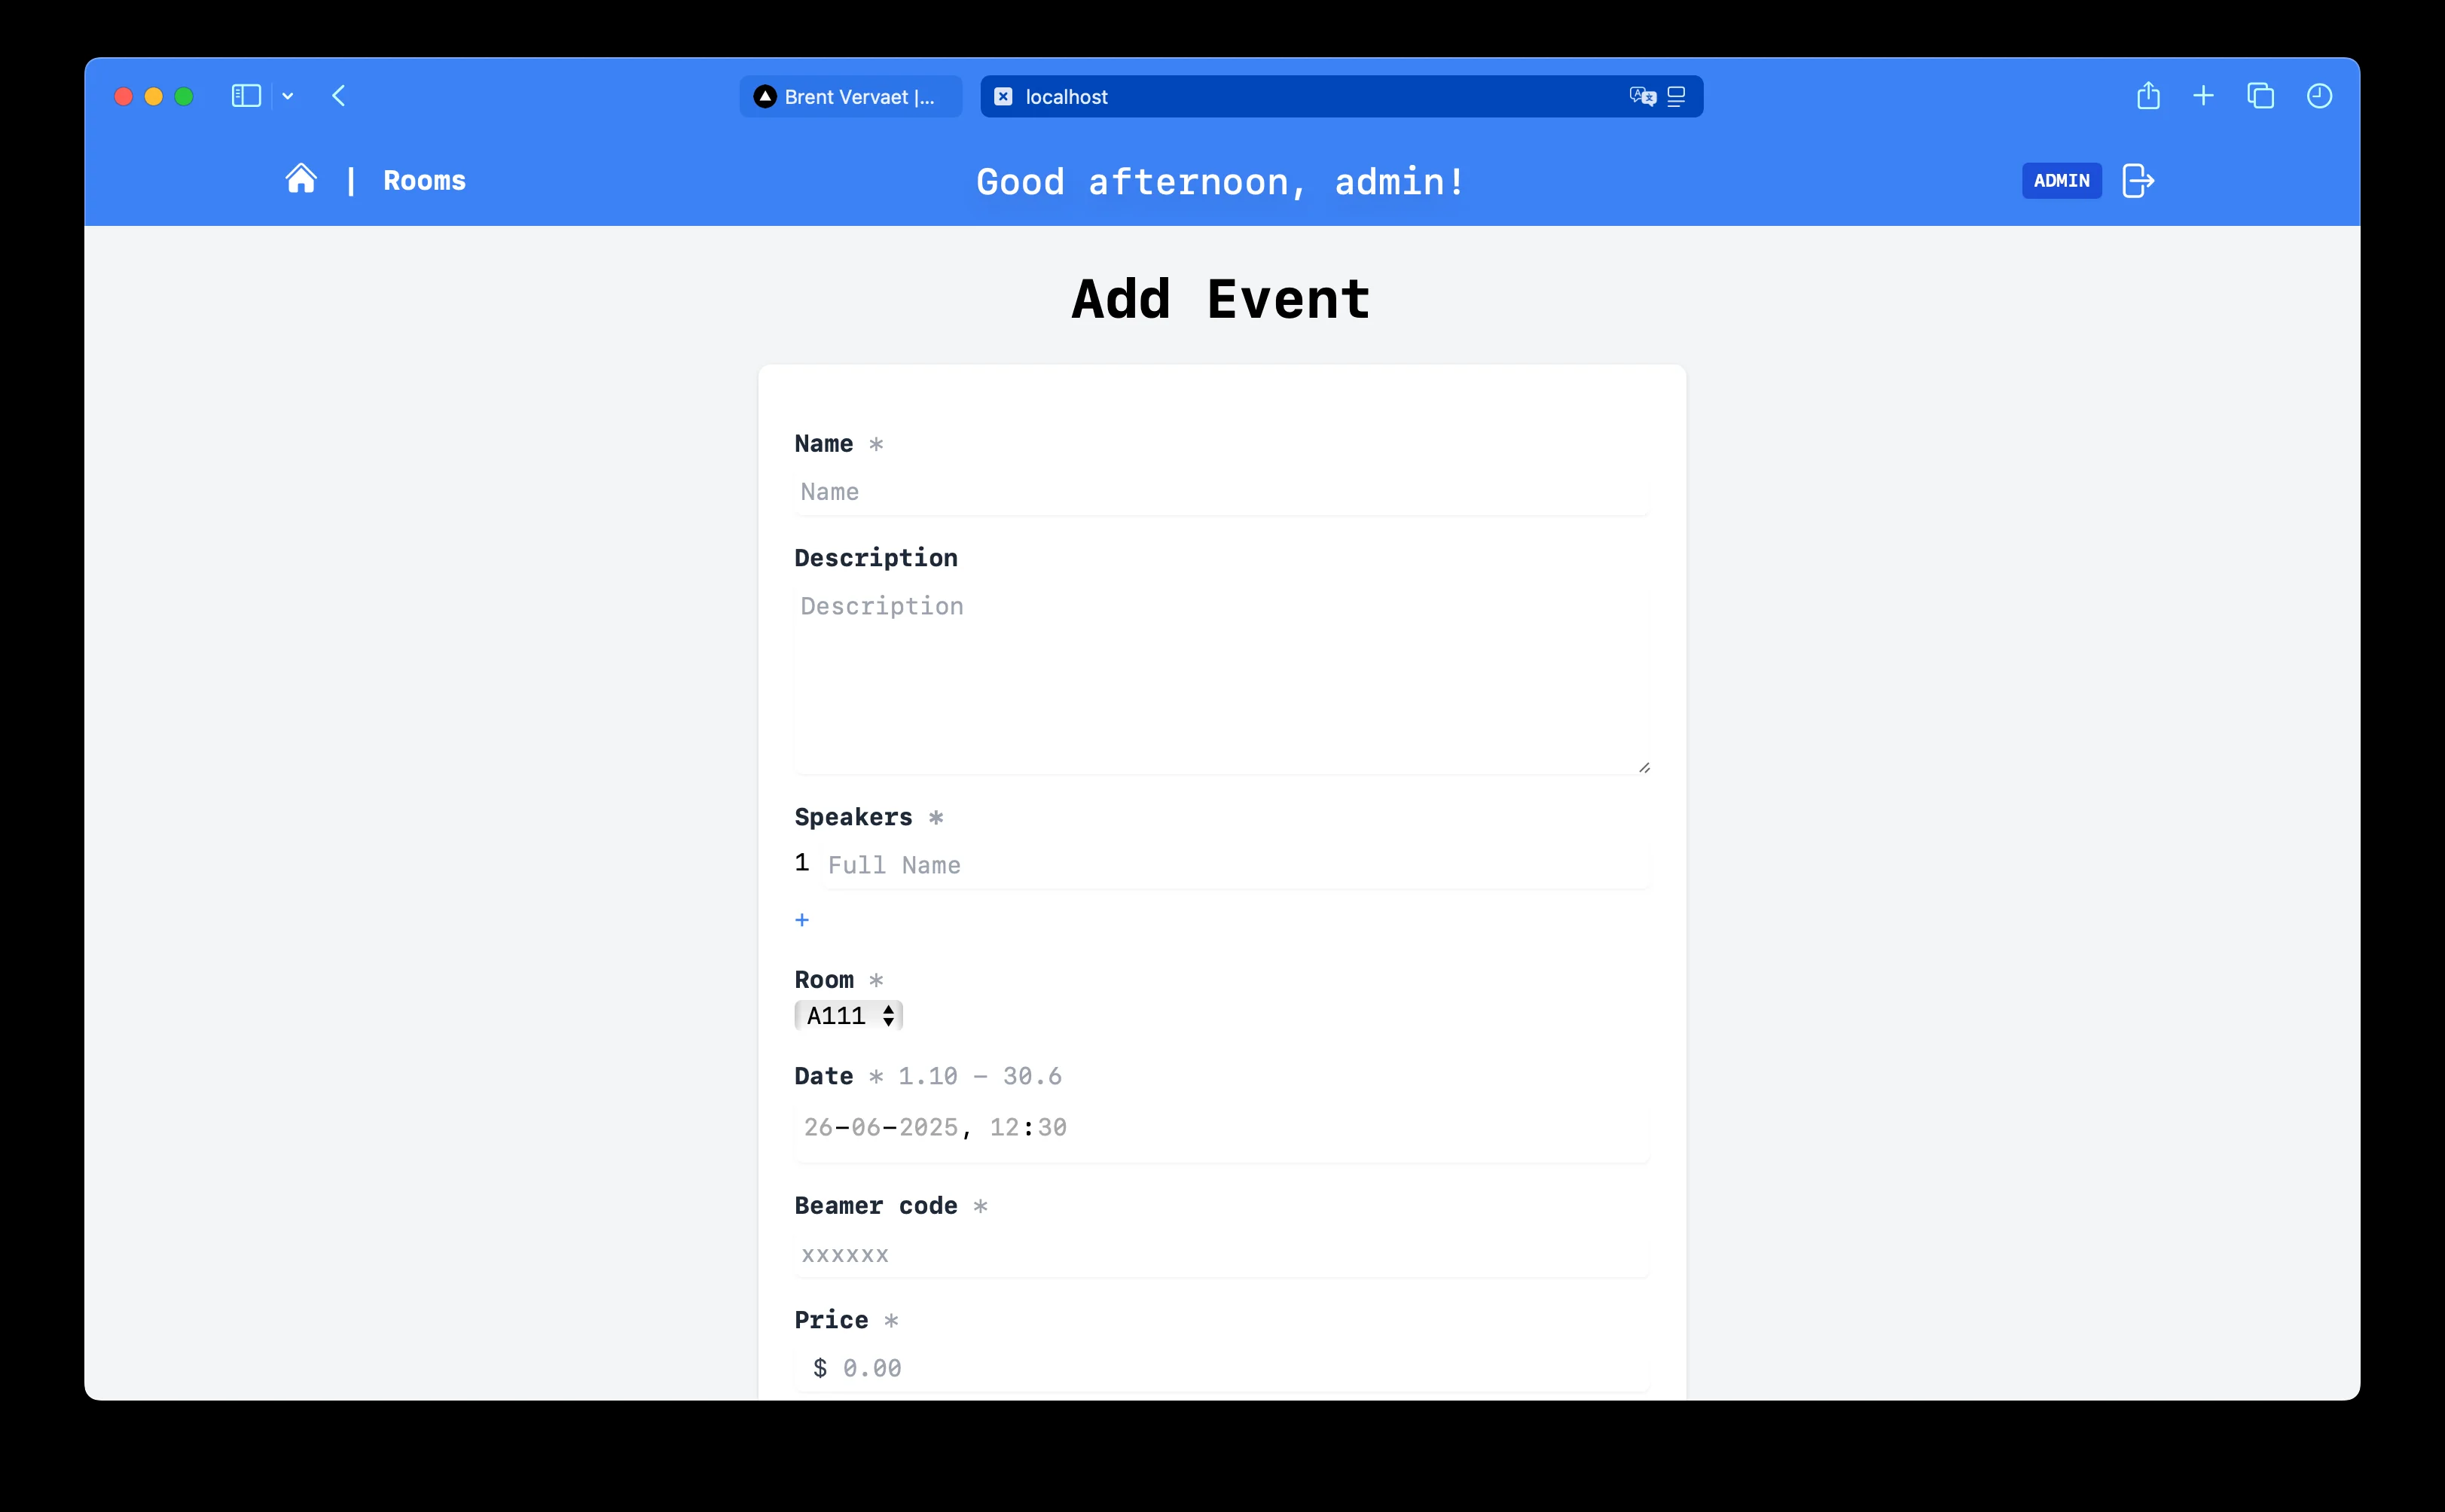 Brent Vervaet |...
localhost
| Rooms
Good afternoon, admin!
ADMIN
Add Event
Name *
Name
Description
Description
Speakers *
1 Full Name
+
Room *
A111
Date * 1.10 – 30.6
26–06–2025, 12:30
Beamer code *
xxxxxx
Price *
$ 0.00